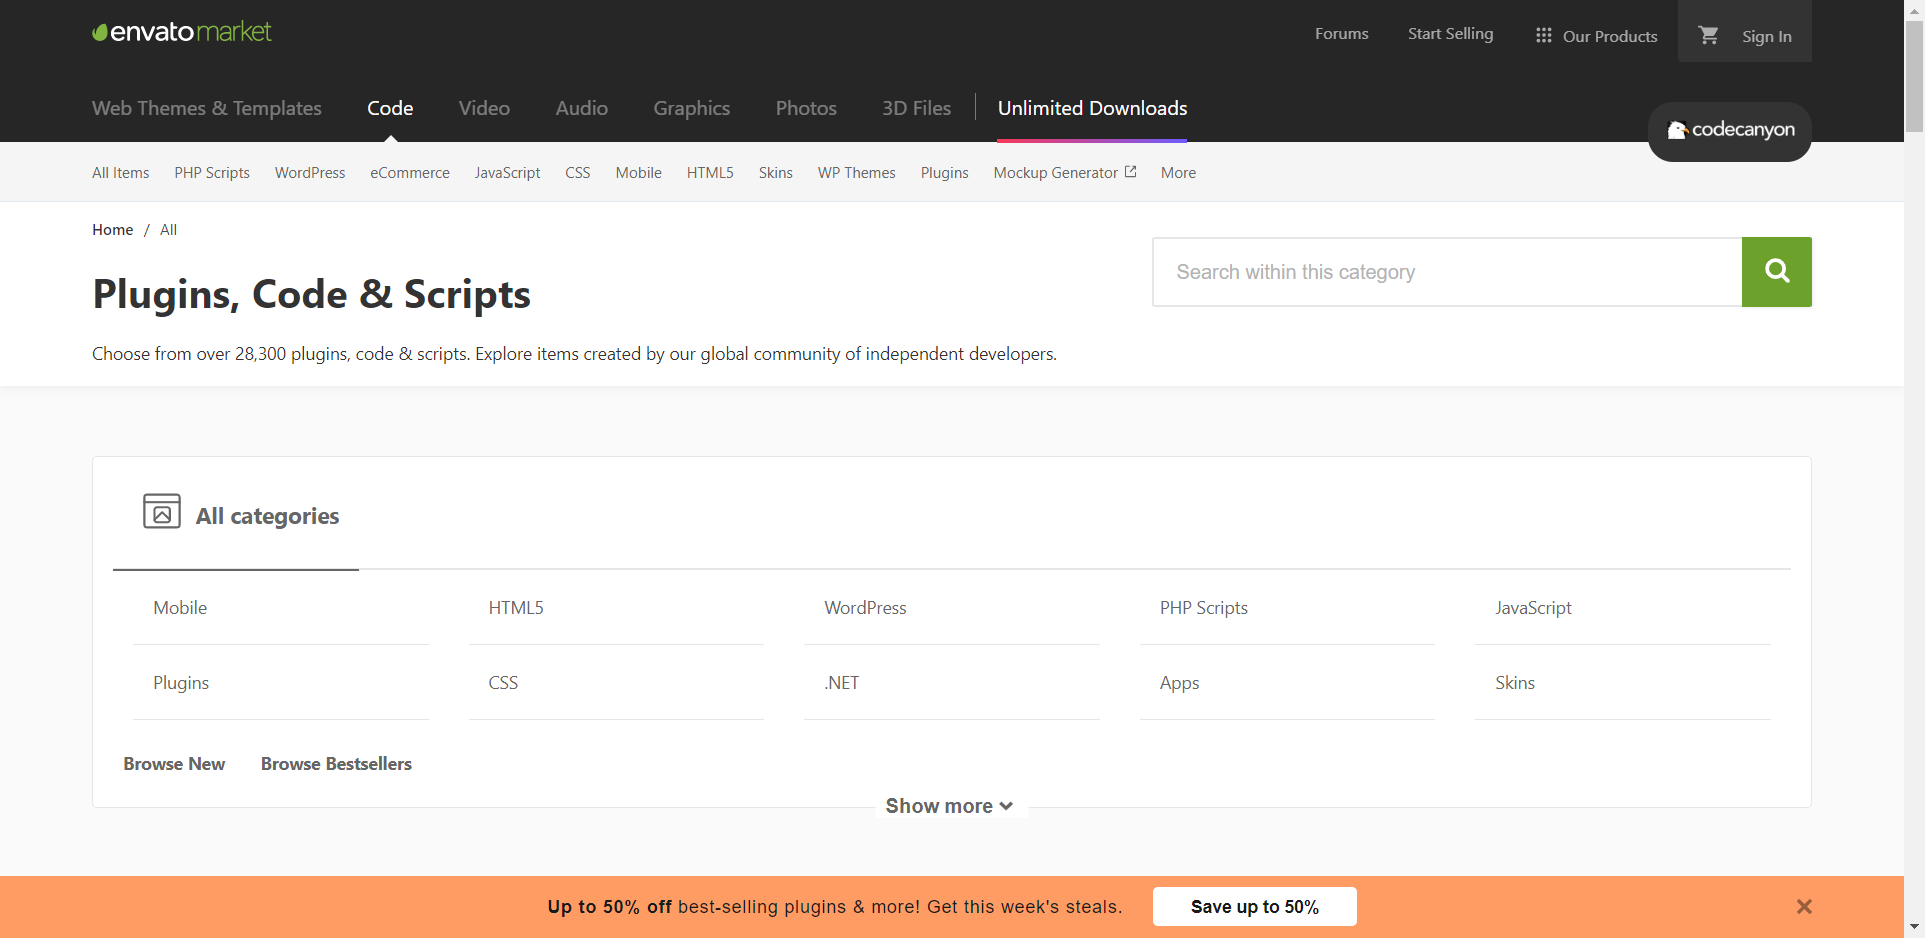 envato market
Forums Start Selling Our Products Sign In
Web Themes & Templates Code Video Audio Graphics Photos 3D Files Unlimited Downloads
codecanyon
All Items PHP Scripts WordPress eCommerce JavaScript CSS Mobile HTML5 Skins WP Themes Plugins Mockup Generator More
Home / All
Search within this category
Plugins, Code & Scripts
Choose from over 28,300 plugins, code & scripts. Explore items created by our global community of independent developers.
All categories
Mobile HTML5 WordPress PHP Scripts JavaScript
Plugins CSS .NET Apps Skins
Browse New Browse Bestsellers
Show more
Up to 50% off best-selling plugins & more! Get this week's steals. Save up to 50%